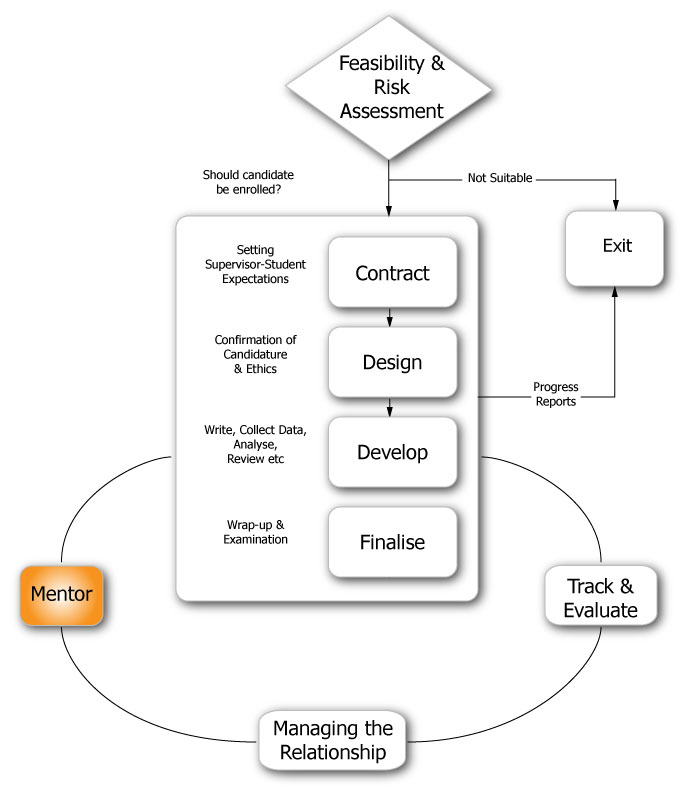 Feasibility &
Risk
Assessment
Should candidate
be enrolled?
Not Suitable
Exit
Setting
Supervisor-Student
Expectations
Contract
Confirmation of
Candidature
& Ethics
Design
Progress
Reports
Write, Collect Data,
Analyse,
Review etc
Develop
Wrap-up &
Examination
Finalise
Mentor
Track &
Evaluate
Managing the
Relationship